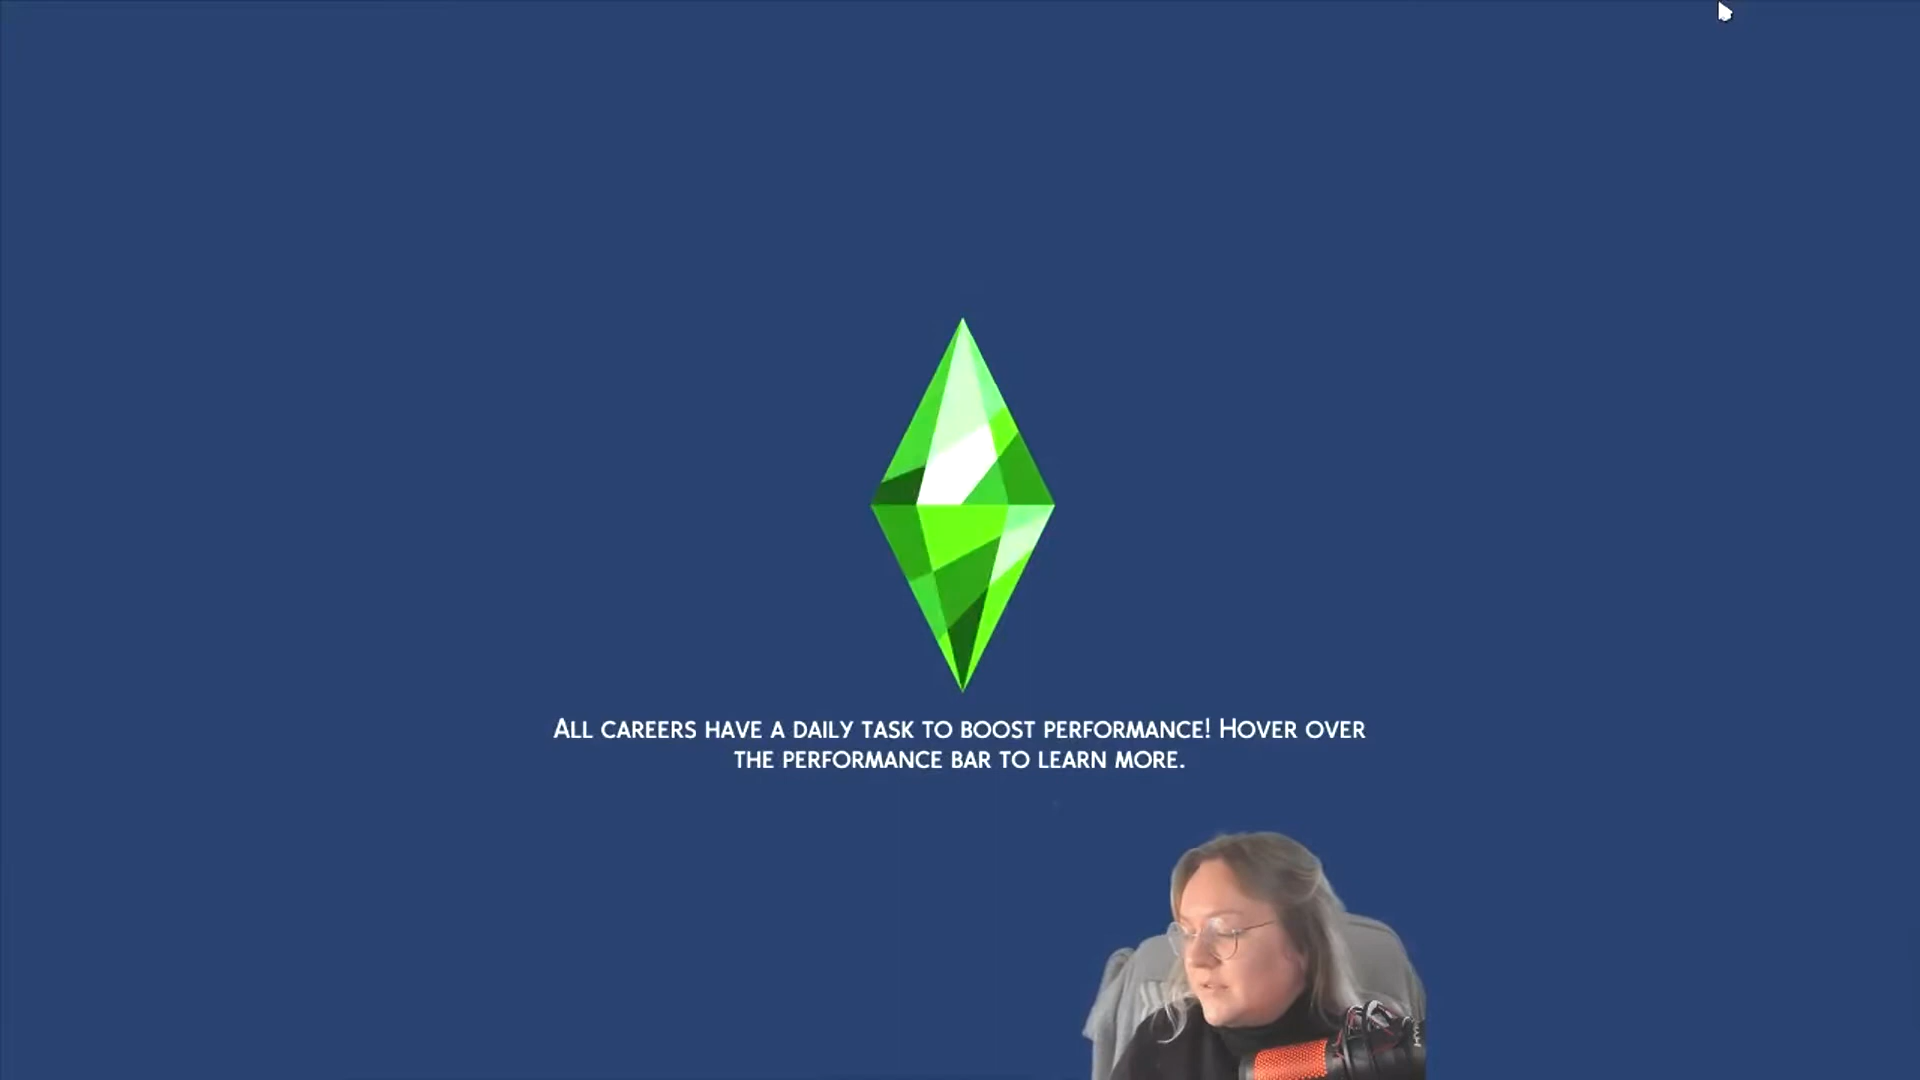 All careers have a daily task to boost performance! Hover over
the performance bar to learn more.